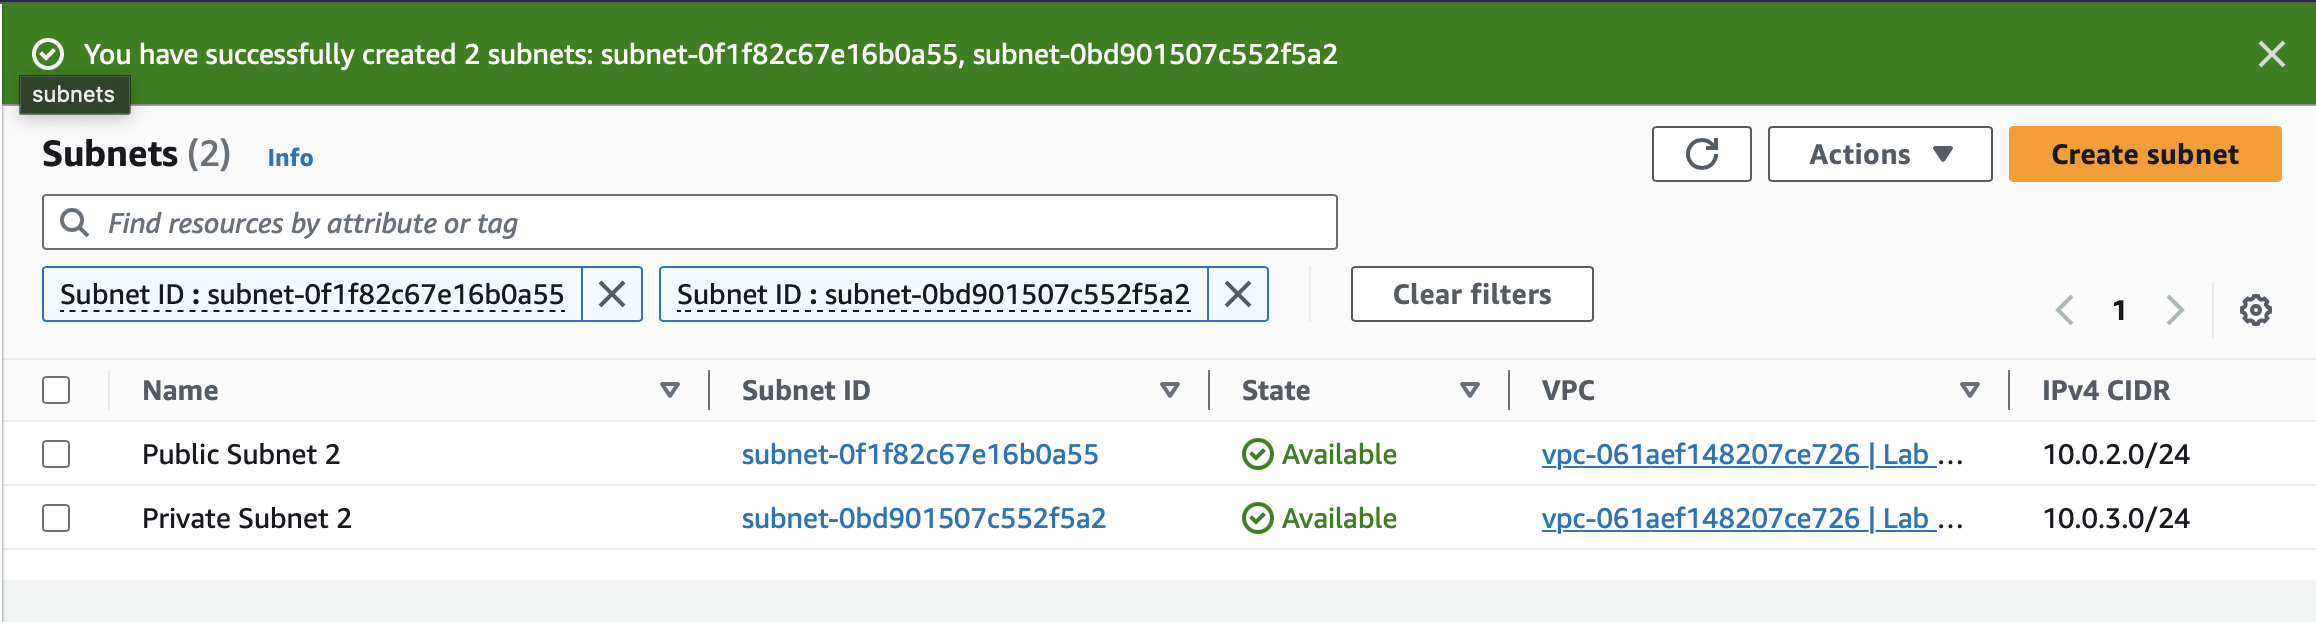 You have successfully created 2 subnets: subnet-0f1f82c67e16b0a55, subnet-0bd901507c552f5a2
subnets
Subnets (2) Info
Actions
Create subnet
Find resources by attribute or tag
Subnet ID : subnet-0f1f82c67e16b0a55
Subnet ID : subnet-0bd901507c552f5a2
Clear filters
1
Name Subnet ID State VPC IPv4 CIDR
Public Subnet 2 subnet-0f1f82c67e16b0a55 Available vpc-061aef148207ce726 | Lab ... 10.0.2.0/24
Private Subnet 2 subnet-0bd901507c552f5a2 Available vpc-061aef148207ce726 | Lab ... 10.0.3.0/24